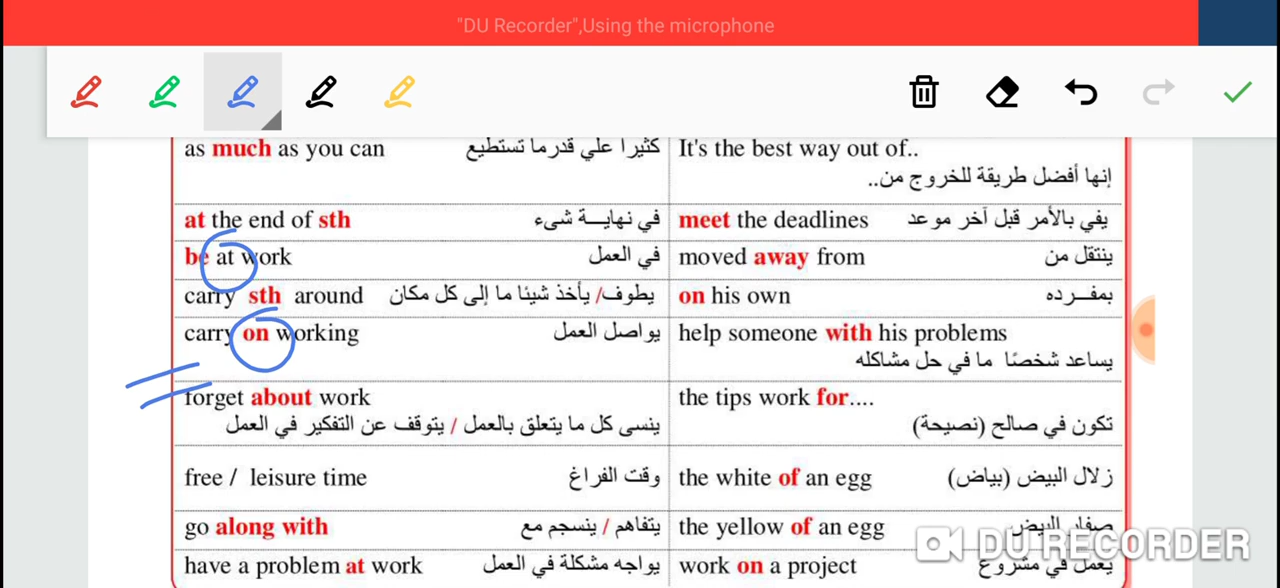 "DU Recorder",Using the microphone
as much as you can كثيرا علي قدرما تستطيع
It's the best way out of..
إنها أفضل طريقة للخروج من..
at the end of sth في نهايـــة شىء
meet the deadlines يفي بالأمر قبل آخر موعد
be at work في العمل
moved away from ينتقل من
carry sth around يطوف/ يأخذ شيئا ما إلى كل مكان
on his own بمفـــرده
carry on working يواصل العمل
help someone with his problems
يساعد شخصًا ما في حل مشاكله
forget about work
ينسى كل ما يتعلق بالعمل / يتوقف عن التفكير في العمل
the tips work for....
تكون في صالح (نصيحة)
free / leisure time وقت الفراغ
the white of an egg زلال البيض (بياض)
go along with يتفاهم / ينسجم مع
the yellow of an egg صفار البيض
have a problem at work يواجه مشكلة في العمل
work on a project يعمل في مشروع
DU RECORDER